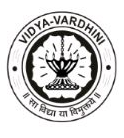 VIDYA-VARDHINI
॥ सा विद्या या विमुक्तये ॥